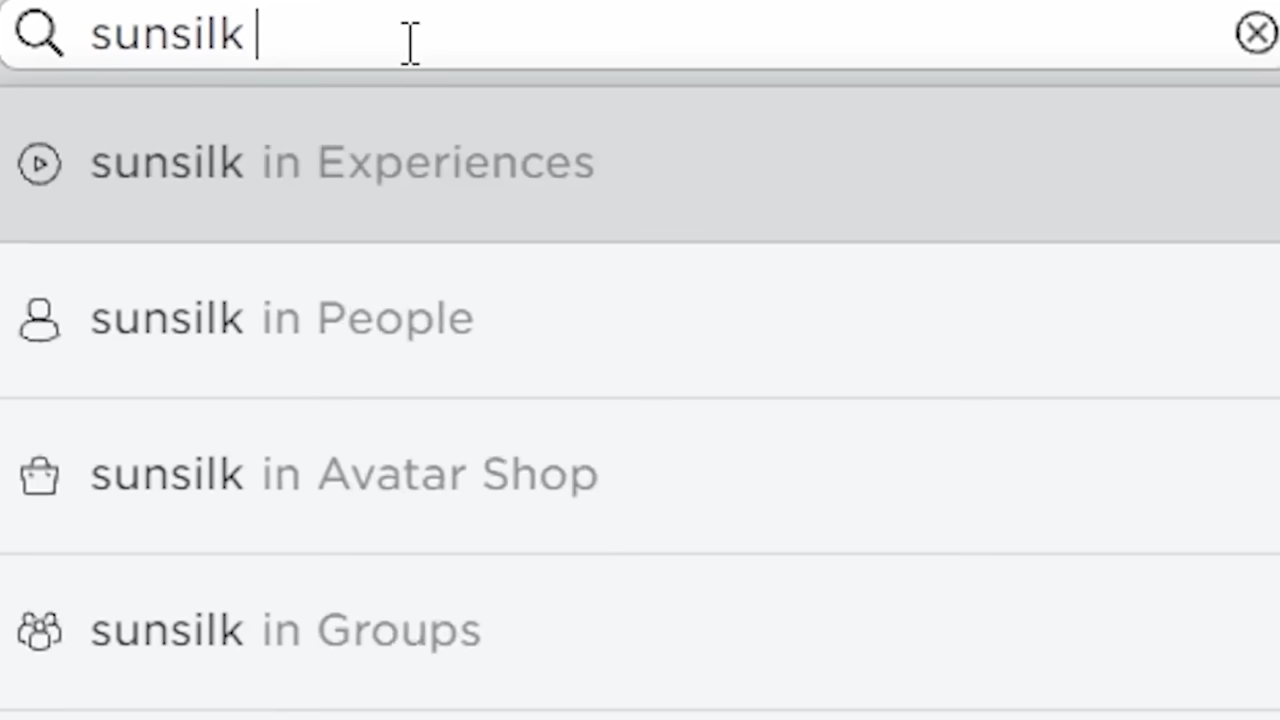 sunsilk
sunsilk in Experiences
sunsilk in People
sunsilk in Avatar Shop
sunsilk in Groups